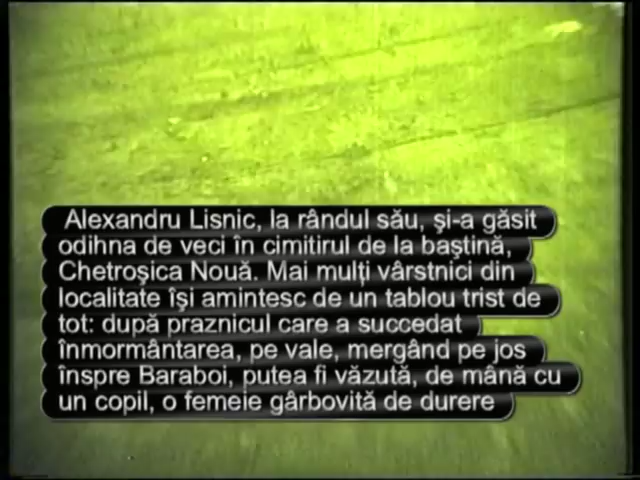 Alexandru Lisnic, la rândul său, şi-a găsit
odihna de veci în cimitirul de la baştină,
Chetroşica Nouă. Mai mulţi vârstnici din
localitate îşi amintesc de un tablou trist de
tot: după praznicul care a succedat
înmormântarea, pe vale, mergând pe jos
înspre Baraboi, putea fi văzută, de mână cu
un copil, o femeie gârbovită de durere